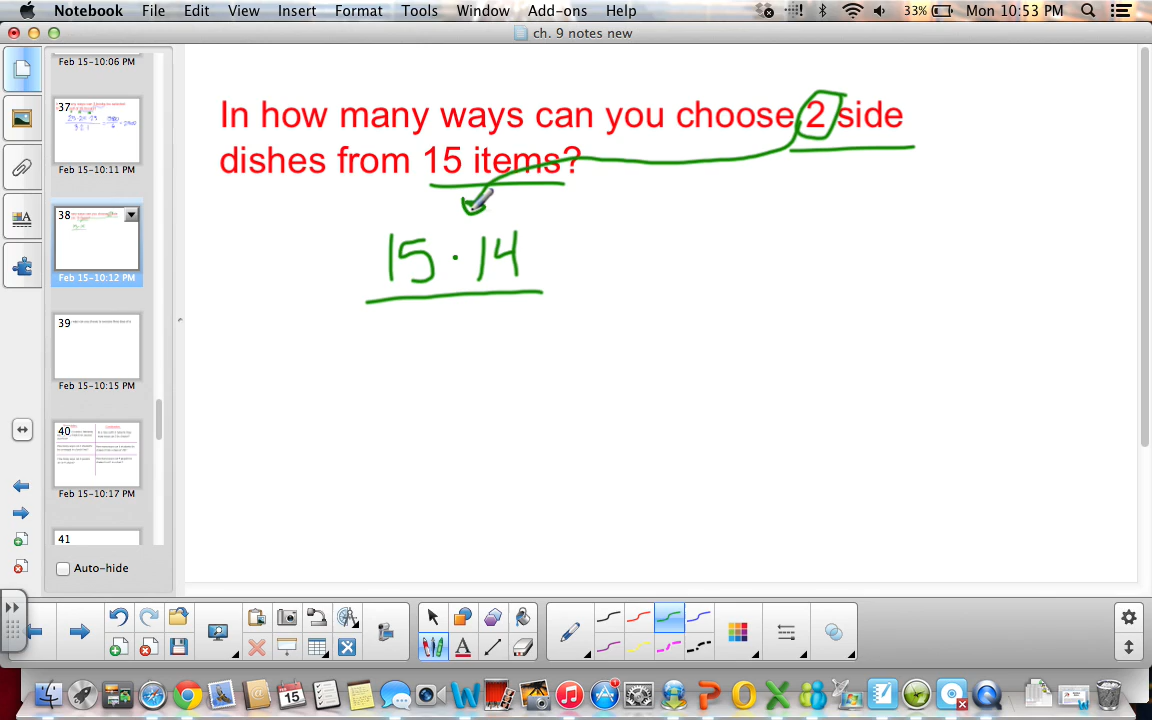 Notebook File Edit View Insert Format Tools Window Add-ons Help 33% Mon 10:53 PM
ch. 9 notes new
Feb 15-10:06 PM
37
Feb 15-10:11 PM
38
Feb 15-10:12 PM
39
Feb 15-10:15 PM
40
Feb 15-10:17 PM
41
Auto-hide
In how many ways can you choose 2 side
dishes from 15 items?
15 · 14